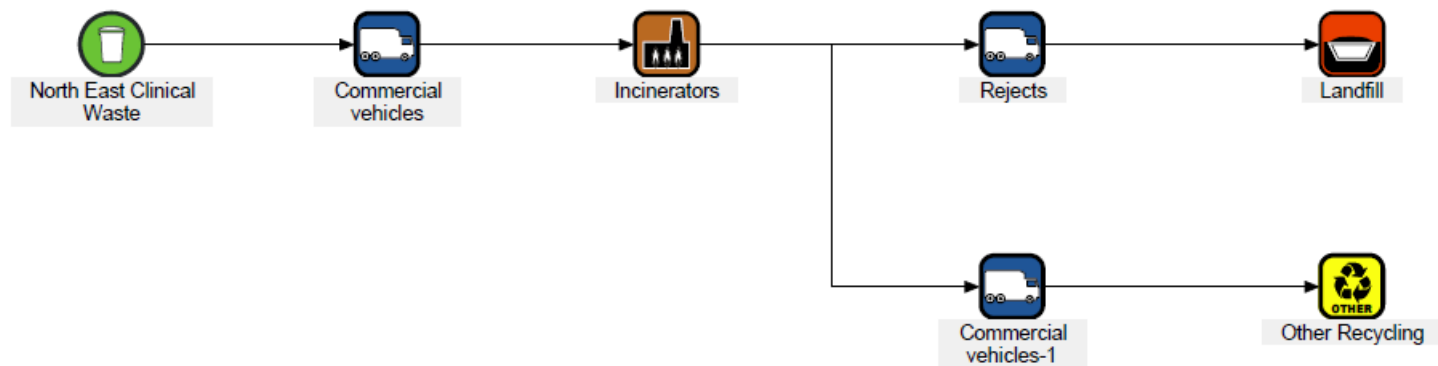 North East Clinical
Waste
Commercial
vehicles
Incinerators
Rejects
Landfill
Commercial
vehicles-1
OTHER
Other Recycling